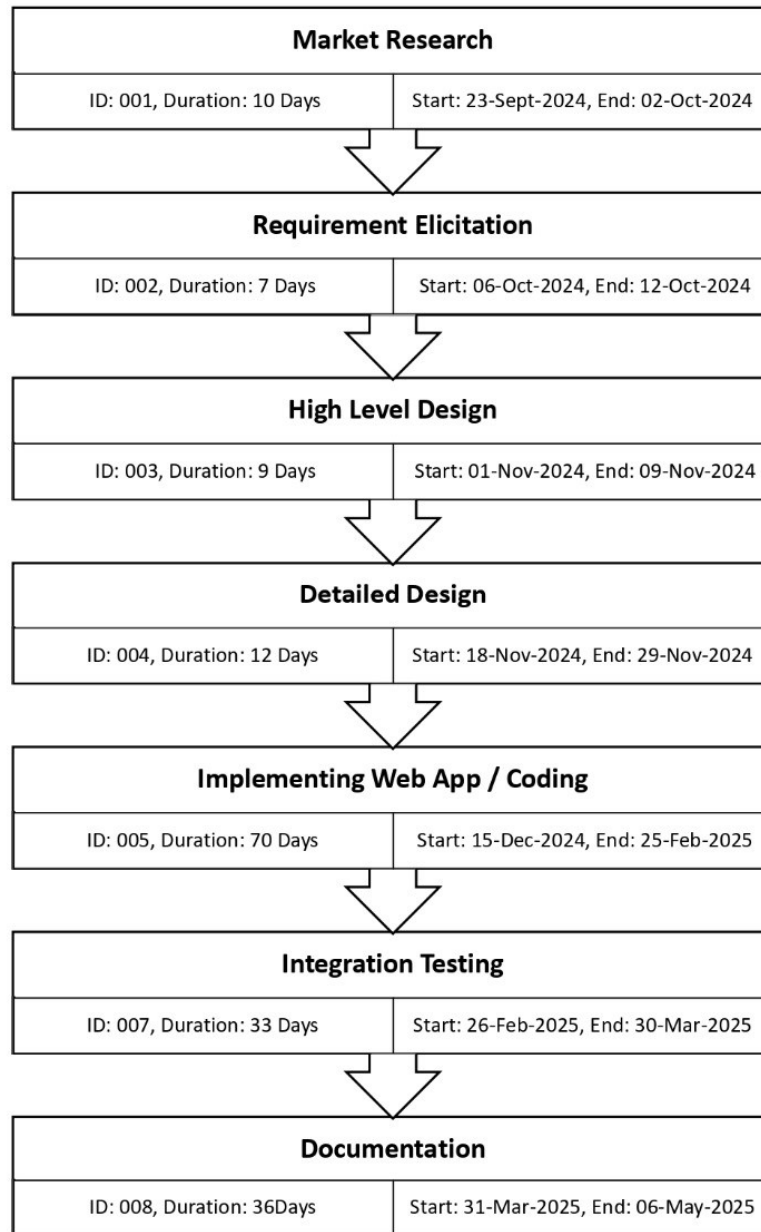 Market Research
ID: 001, Duration: 10 Days
Start: 23-Sept-2024, End: 02-Oct-2024
Requirement Elicitation
ID: 002, Duration: 7 Days
Start: 06-Oct-2024, End: 12-Oct-2024
High Level Design
ID: 003, Duration: 9 Days
Start: 01-Nov-2024, End: 09-Nov-2024
Detailed Design
ID: 004, Duration: 12 Days
Start: 18-Nov-2024, End: 29-Nov-2024
Implementing Web App / Coding
ID: 005, Duration: 70 Days
Start: 15-Dec-2024, End: 25-Feb-2025
Integration Testing
ID: 007, Duration: 33 Days
Start: 26-Feb-2025, End: 30-Mar-2025
Documentation
ID: 008, Duration: 36Days
Start: 31-Mar-2025, End: 06-May-2025